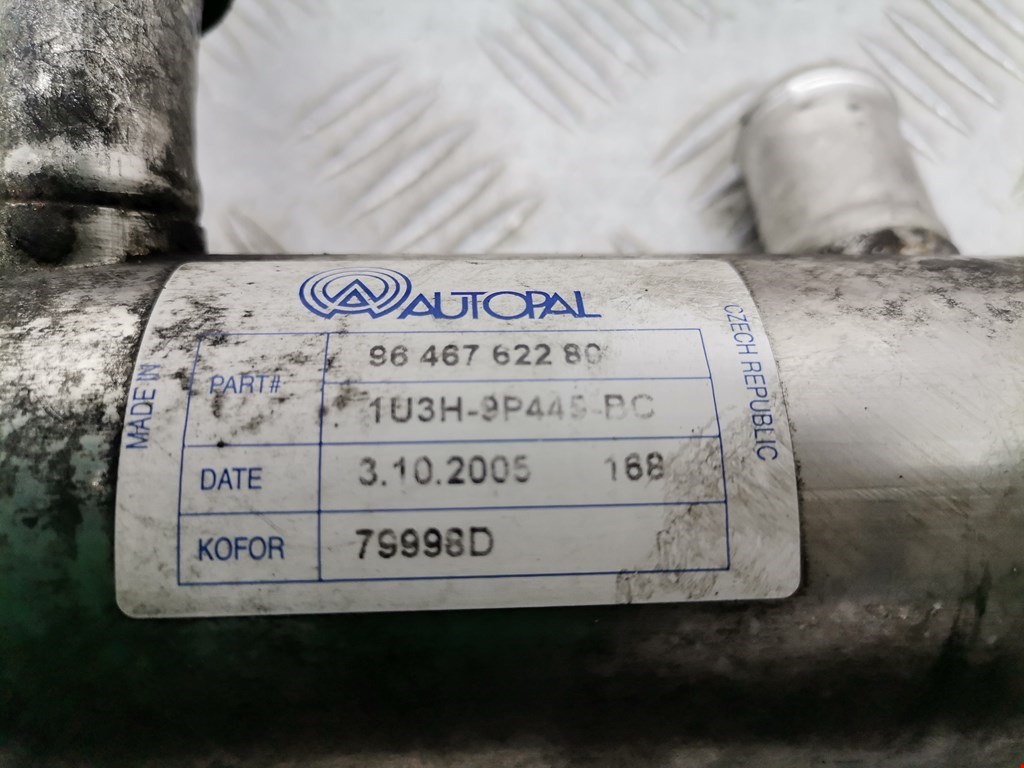 AUTOPAL
MADE IN
PART#
96 467 622 80
1U3H-9P445-BC
DATE
3.10.2005 168
KOFOR
79998D
CZECH REPUBLIC